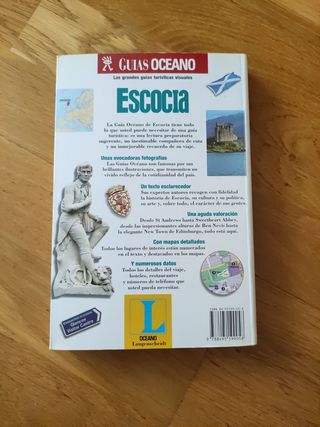 GUIAS OCEANO
Las grandes guías turísticas visuales
ESCOCIA
La Guía Océano de Escocia tiene todo
lo que usted puede necesitar de una guía
turística: es una lectura preparatoria
sugerente, un inestimable compañero de ruta
y un inmejorable recuerdo de su viaje.
Unas evocadoras fotografías
Las Guías Océano son famosas por sus
brillantes ilustraciones, que transmiten un
vívido reflejo de la cotidianidad del país.
Un texto esclarecedor
Sus expertos autores recogen con fidelidad
la historia de Escocia, su cultura y su política,
su arte y, sobre todo, el carácter de sus gentes.
Una aguda valoración
Desde St Andrews hasta Sweetheart Abbey,
desde las impresionantes alturas de Ben Nevis hasta
la elegante New Town de Edimburgo, todo está aquí.
Con mapas detallados
Todos los lugares de interés están numerados
en el texto y destacados en los mapas.
Y numerosos datos
Todos los detalles del viaje,
hoteles, restaurantes
y números de teléfono que
usted pueda necesitar.
Glencoe
Visitor Centre
L
OCEANO
Langenscheidt